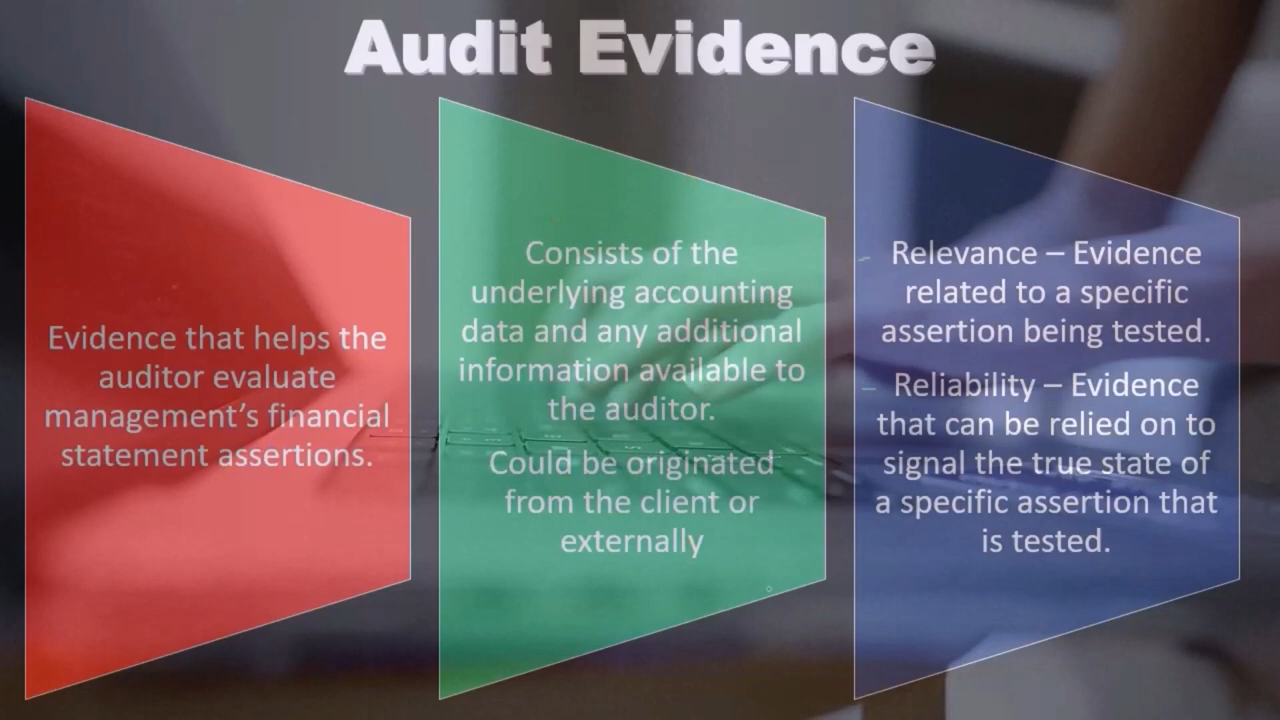 Audit Evidence
Evidence that helps the
auditor evaluate
management’s financial
statement assertions.
Consists of the
underlying accounting
data and any additional
information available to
the auditor.
Could be originated
from the client or
externally
- Relevance – Evidence
related to a specific
assertion being tested.
- Reliability – Evidence
that can be relied on to
signal the true state of
a specific assertion that
is tested.